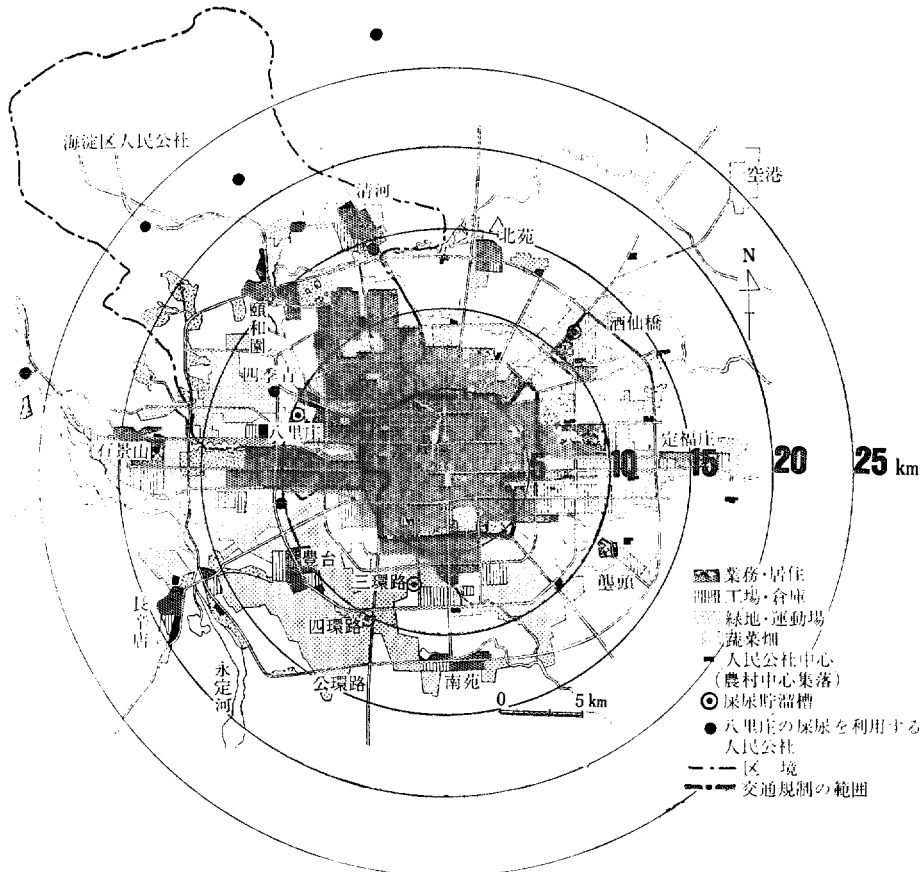 海淀区人民公社
空港
清河
北苑
N
酒仙橋
頤和園
四季青
八里庄
石景山
定福庄
5
10
15
20
25 km
豊台
三環路
四環路
公環路
南苑
永定河
0 5 km
業務・居住
工場・倉庫
緑地・運動場
蔬菜畑
人民公社中心
(農村中心集落)
屎尿貯溜槽
八里庄の屎尿を利用する
人民公社
区 境
交通規制の範囲